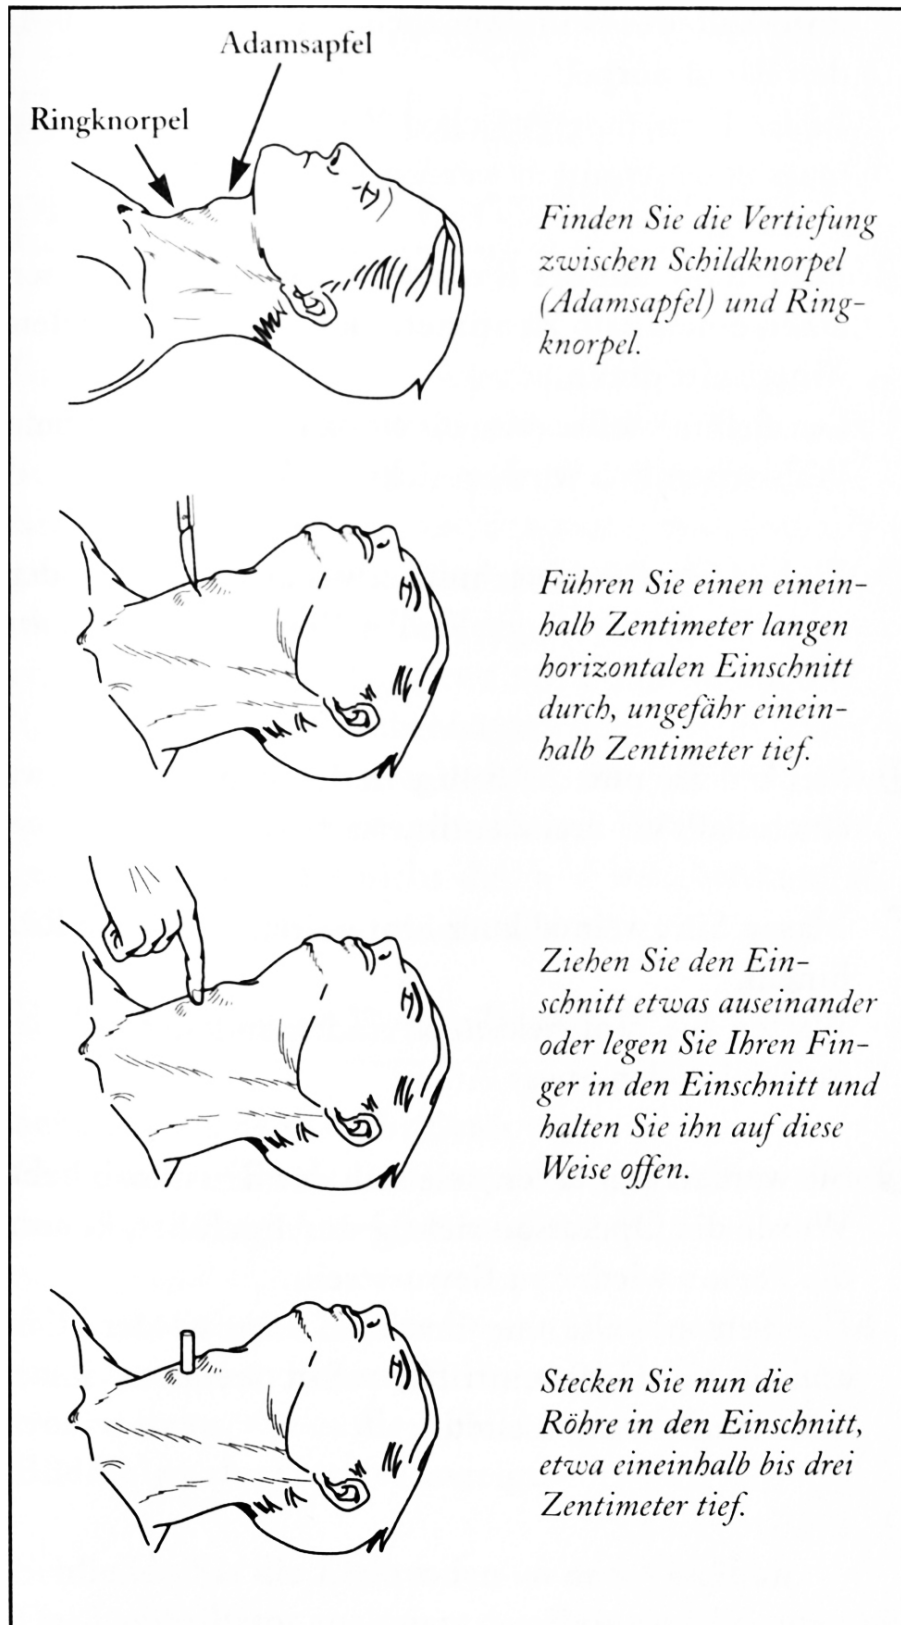 Adamsapfel
Ringknorpel
Finden Sie die Vertiefung
zwischen Schildknorpel
(Adamsapfel) und Ring-
knorpel.
Führen Sie einen einein-
halb Zentimeter langen
horizontalen Einschnitt
durch, ungefähr einein-
halb Zentimeter tief.
Ziehen Sie den Ein-
schnitt etwas auseinander
oder legen Sie Ihren Fin-
ger in den Einschnitt und
halten Sie ihn auf diese
Weise offen.
Stecken Sie nun die
Röhre in den Einschnitt,
etwa eineinhalb bis drei
Zentimeter tief.